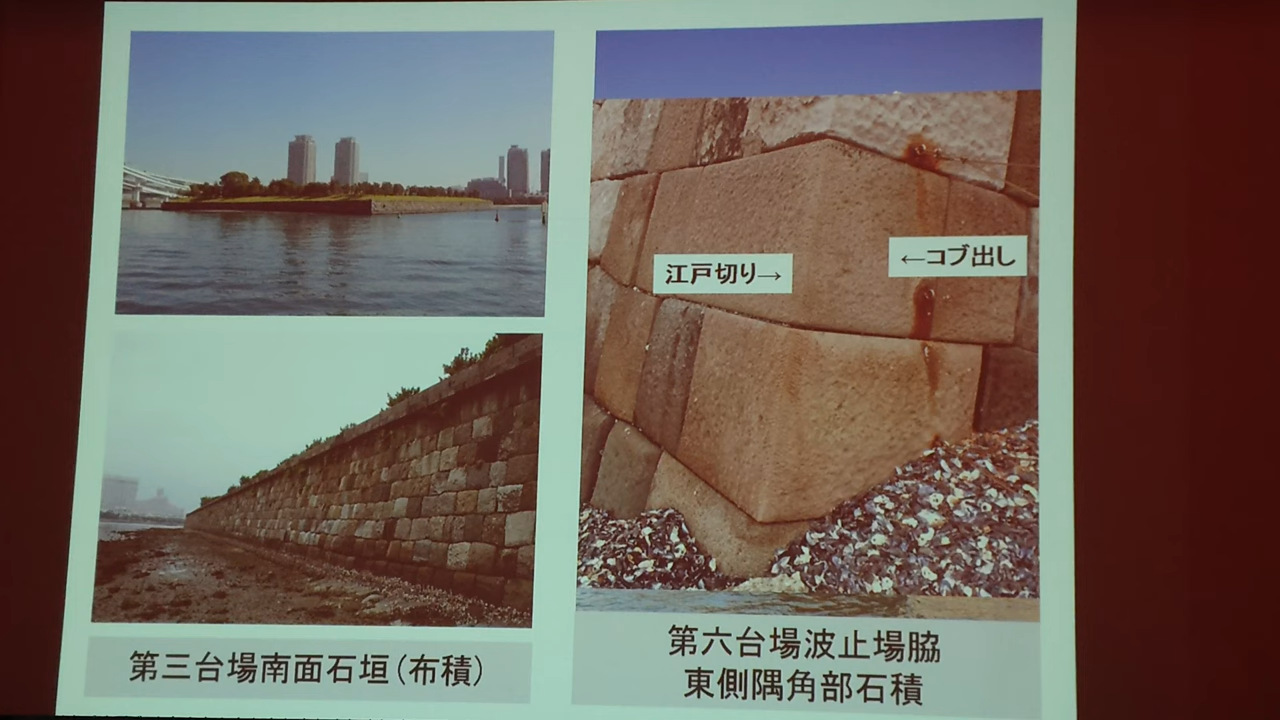 江戸切り→
←コブ出し
第三台場南面石垣(布積)
第六台場波止場脇
東側隅角部石積